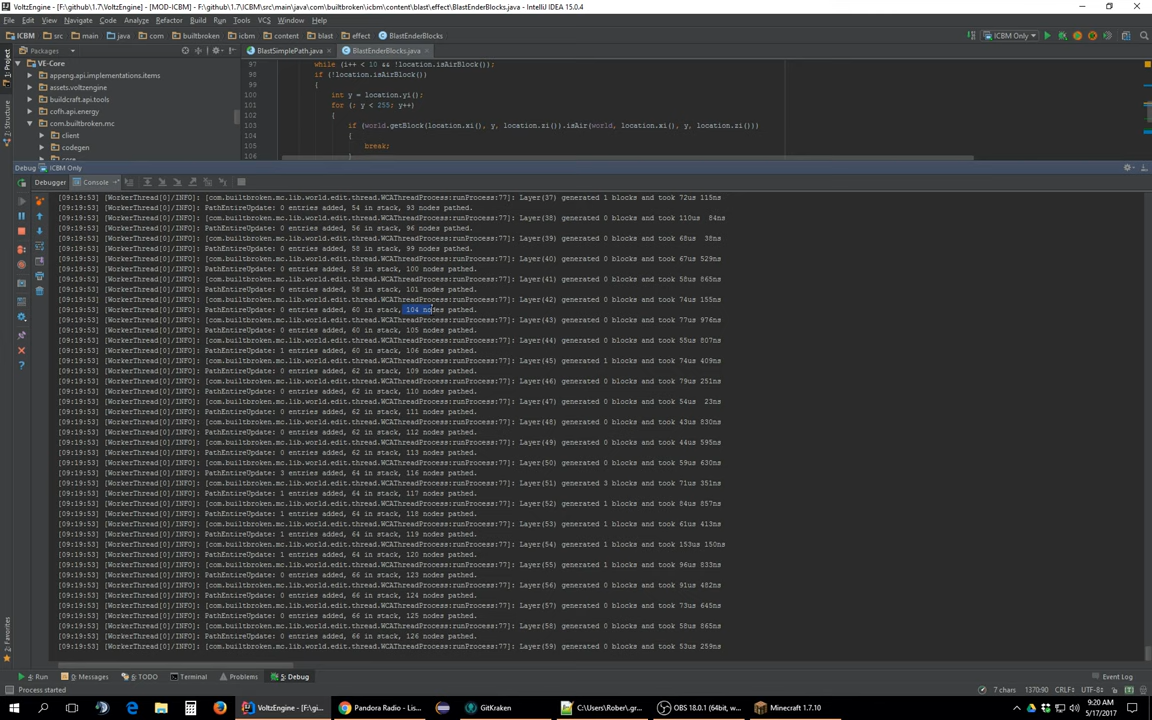 VoltzEngine - [F:\github\1.7\VoltzEngine] - [MOD-ICBM] - F:\github\1.7\ICBM\src\main\java\com\builtbroken\icbm\content\blast\effect\BlastEnderBlocks.java - IntelliJ IDEA 15.0.4
File Edit View Navigate Code Analyze Refactor Build Run Tools VCS Window Help
ICBM src main java com builtbroken icbm content blast effect BlastEnderBlocks ICBM Only
Packages BlastSimplePath.java BlastEnderBlocks.java
1: Project
7: Structure
2: Favorites
VE-Core
appeng.api.implementations.items
assets.voltzengine
buildcraft.api.tools
cofh.api.energy
com.builtbroken.mc
client
codegen
core
97 while (i++ < 10 && !location.isAirBlock());
98 if (!location.isAirBlock())
99 {
100 int y = location.yi();
101 for (; y < 255; y++)
102 {
103 if (world.getBlock(location.xi(), y, location.zi()).isAir(world, location.xi(), y, location.zi()))
104 {
105 break;
106 }
Debug ICBM Only
Debugger Console
[09:19:53] [WorkerThread[0]/INFO]: [com.builtbroken.mc.lib.world.edit.thread.WCAThreadProcess:runProcess:77]: Layer(37) generated 1 blocks and took 72us 115ns
[09:19:53] [WorkerThread[0]/INFO]: PathEntireUpdate: 0 entries added, 54 in stack, 93 nodes pathed.
[09:19:53] [WorkerThread[0]/INFO]: [com.builtbroken.mc.lib.world.edit.thread.WCAThreadProcess:runProcess:77]: Layer(38) generated 0 blocks and took 110us 84ns
[09:19:53] [WorkerThread[0]/INFO]: PathEntireUpdate: 0 entries added, 56 in stack, 96 nodes pathed.
[09:19:53] [WorkerThread[0]/INFO]: [com.builtbroken.mc.lib.world.edit.thread.WCAThreadProcess:runProcess:77]: Layer(39) generated 0 blocks and took 68us 38ns
[09:19:53] [WorkerThread[0]/INFO]: PathEntireUpdate: 0 entries added, 58 in stack, 99 nodes pathed.
[09:19:53] [WorkerThread[0]/INFO]: [com.builtbroken.mc.lib.world.edit.thread.WCAThreadProcess:runProcess:77]: Layer(40) generated 0 blocks and took 67us 529ns
[09:19:53] [WorkerThread[0]/INFO]: PathEntireUpdate: 0 entries added, 58 in stack, 100 nodes pathed.
[09:19:53] [WorkerThread[0]/INFO]: [com.builtbroken.mc.lib.world.edit.thread.WCAThreadProcess:runProcess:77]: Layer(41) generated 0 blocks and took 58us 865ns
[09:19:53] [WorkerThread[0]/INFO]: PathEntireUpdate: 0 entries added, 58 in stack, 101 nodes pathed.
[09:19:53] [WorkerThread[0]/INFO]: [com.builtbroken.mc.lib.world.edit.thread.WCAThreadProcess:runProcess:77]: Layer(42) generated 0 blocks and took 74us 155ns
[09:19:53] [WorkerThread[0]/INFO]: PathEntireUpdate: 0 entries added, 60 in stack, 104 nodes pathed.
[09:19:53] [WorkerThread[0]/INFO]: [com.builtbroken.mc.lib.world.edit.thread.WCAThreadProcess:runProcess:77]: Layer(43) generated 0 blocks and took 77us 976ns
[09:19:53] [WorkerThread[0]/INFO]: PathEntireUpdate: 0 entries added, 60 in stack, 105 nodes pathed.
[09:19:53] [WorkerThread[0]/INFO]: [com.builtbroken.mc.lib.world.edit.thread.WCAThreadProcess:runProcess:77]: Layer(44) generated 0 blocks and took 55us 807ns
[09:19:53] [WorkerThread[0]/INFO]: PathEntireUpdate: 1 entries added, 60 in stack, 106 nodes pathed.
[09:19:53] [WorkerThread[0]/INFO]: [com.builtbroken.mc.lib.world.edit.thread.WCAThreadProcess:runProcess:77]: Layer(45) generated 1 blocks and took 74us 409ns
[09:19:53] [WorkerThread[0]/INFO]: PathEntireUpdate: 0 entries added, 62 in stack, 109 nodes pathed.
[09:19:53] [WorkerThread[0]/INFO]: [com.builtbroken.mc.lib.world.edit.thread.WCAThreadProcess:runProcess:77]: Layer(46) generated 0 blocks and took 79us 251ns
[09:19:53] [WorkerThread[0]/INFO]: PathEntireUpdate: 0 entries added, 62 in stack, 110 nodes pathed.
[09:19:53] [WorkerThread[0]/INFO]: [com.builtbroken.mc.lib.world.edit.thread.WCAThreadProcess:runProcess:77]: Layer(47) generated 0 blocks and took 54us 23ns
[09:19:53] [WorkerThread[0]/INFO]: PathEntireUpdate: 0 entries added, 62 in stack, 111 nodes pathed.
[09:19:53] [WorkerThread[0]/INFO]: [com.builtbroken.mc.lib.world.edit.thread.WCAThreadProcess:runProcess:77]: Layer(48) generated 0 blocks and took 43us 830ns
[09:19:53] [WorkerThread[0]/INFO]: PathEntireUpdate: 0 entries added, 62 in stack, 112 nodes pathed.
[09:19:53] [WorkerThread[0]/INFO]: [com.builtbroken.mc.lib.world.edit.thread.WCAThreadProcess:runProcess:77]: Layer(49) generated 0 blocks and took 44us 595ns
[09:19:53] [WorkerThread[0]/INFO]: PathEntireUpdate: 0 entries added, 62 in stack, 113 nodes pathed.
[09:19:53] [WorkerThread[0]/INFO]: [com.builtbroken.mc.lib.world.edit.thread.WCAThreadProcess:runProcess:77]: Layer(50) generated 0 blocks and took 59us 630ns
[09:19:53] [WorkerThread[0]/INFO]: PathEntireUpdate: 3 entries added, 64 in stack, 116 nodes pathed.
[09:19:53] [WorkerThread[0]/INFO]: [com.builtbroken.mc.lib.world.edit.thread.WCAThreadProcess:runProcess:77]: Layer(51) generated 3 blocks and took 71us 351ns
[09:19:53] [WorkerThread[0]/INFO]: PathEntireUpdate: 1 entries added, 64 in stack, 117 nodes pathed.
[09:19:53] [WorkerThread[0]/INFO]: [com.builtbroken.mc.lib.world.edit.thread.WCAThreadProcess:runProcess:77]: Layer(52) generated 1 blocks and took 84us 857ns
[09:19:53] [WorkerThread[0]/INFO]: PathEntireUpdate: 1 entries added, 64 in stack, 118 nodes pathed.
[09:19:53] [WorkerThread[0]/INFO]: [com.builtbroken.mc.lib.world.edit.thread.WCAThreadProcess:runProcess:77]: Layer(53) generated 1 blocks and took 61us 413ns
[09:19:53] [WorkerThread[0]/INFO]: PathEntireUpdate: 1 entries added, 64 in stack, 119 nodes pathed.
[09:19:53] [WorkerThread[0]/INFO]: [com.builtbroken.mc.lib.world.edit.thread.WCAThreadProcess:runProcess:77]: Layer(54) generated 1 blocks and took 153us 150ns
[09:19:53] [WorkerThread[0]/INFO]: PathEntireUpdate: 1 entries added, 64 in stack, 120 nodes pathed.
[09:19:53] [WorkerThread[0]/INFO]: [com.builtbroken.mc.lib.world.edit.thread.WCAThreadProcess:runProcess:77]: Layer(55) generated 1 blocks and took 96us 833ns
[09:19:53] [WorkerThread[0]/INFO]: PathEntireUpdate: 0 entries added, 66 in stack, 123 nodes pathed.
[09:19:53] [WorkerThread[0]/INFO]: [com.builtbroken.mc.lib.world.edit.thread.WCAThreadProcess:runProcess:77]: Layer(56) generated 0 blocks and took 91us 482ns
[09:19:53] [WorkerThread[0]/INFO]: PathEntireUpdate: 0 entries added, 66 in stack, 124 nodes pathed.
[09:19:53] [WorkerThread[0]/INFO]: [com.builtbroken.mc.lib.world.edit.thread.WCAThreadProcess:runProcess:77]: Layer(57) generated 0 blocks and took 73us 645ns
[09:19:53] [WorkerThread[0]/INFO]: PathEntireUpdate: 0 entries added, 66 in stack, 125 nodes pathed.
[09:19:53] [WorkerThread[0]/INFO]: [com.builtbroken.mc.lib.world.edit.thread.WCAThreadProcess:runProcess:77]: Layer(58) generated 0 blocks and took 58us 865ns
[09:19:53] [WorkerThread[0]/INFO]: PathEntireUpdate: 0 entries added, 66 in stack, 126 nodes pathed.
[09:19:53] [WorkerThread[0]/INFO]: [com.builtbroken.mc.lib.world.edit.thread.WCAThreadProcess:runProcess:77]: Layer(59) generated 0 blocks and took 53us 259ns
4: Run 0: Messages 6: TODO Terminal Problems 5: Debug Event Log
Process started 7 chars 1370:90 CRLF÷ UTF-8÷
VoltzEngine - [F:\gi... Pandora Radio - Lis... GitKraken C:\Users\Rober\.gr... OBS 18.0.1 (64bit, w... Minecraft 1.7.10 9:20 AM
5/17/2017